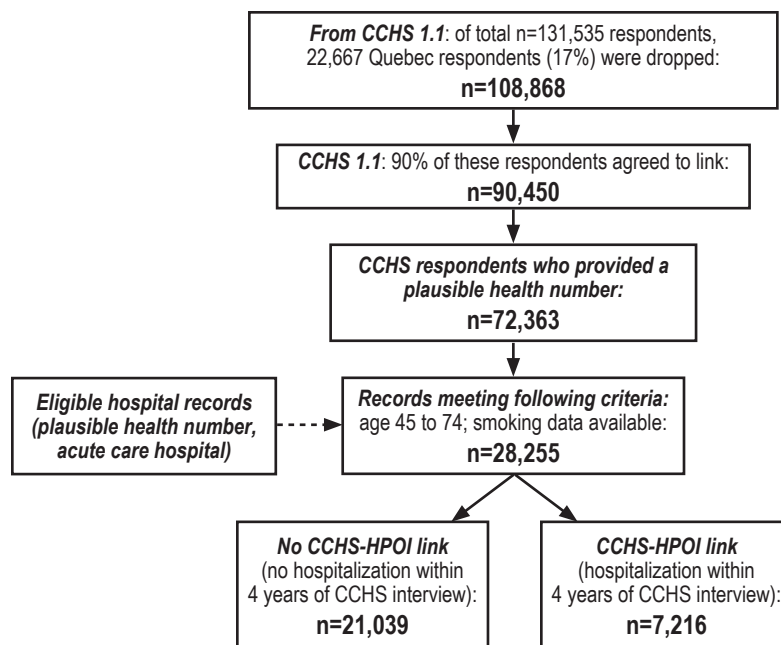 From CCHS 1.1: of total n=131,535 respondents,
22,667 Quebec respondents (17%) were dropped:
n=108,868
CCHS 1.1: 90% of these respondents agreed to link:
n=90,450
CCHS respondents who provided a
plausible health number:
n=72,363
Eligible hospital records
(plausible health number,
acute care hospital)
Records meeting following criteria:
age 45 to 74; smoking data available:
n=28,255
No CCHS-HPOI link
(no hospitalization within
4 years of CCHS interview):
n=21,039
CCHS-HPOI link
(hospitalization within
4 years of CCHS interview):
n=7,216